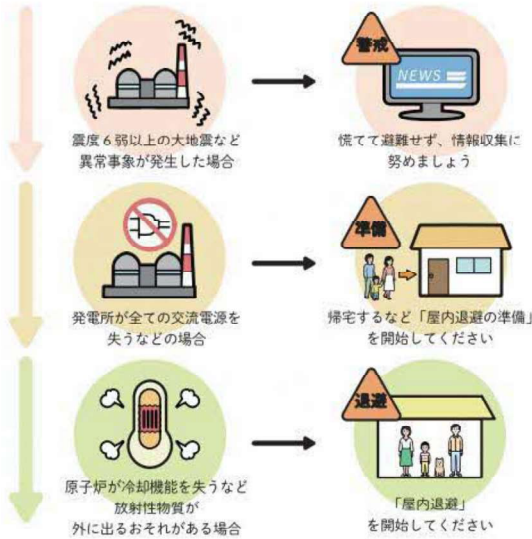 警戒
NEWS
震度6弱以上の大地震など
異常事象が発生した場合
慌てて避難せず、情報収集に
努めましょう
準備
発電所が全ての交流電源を
失うなどの場合
帰宅するなど「屋内退避の準備」
を開始してください
退避
原子炉が冷却機能を失うなど
放射性物質が
外に出るおそれがある場合
「屋内退避」
を開始してください